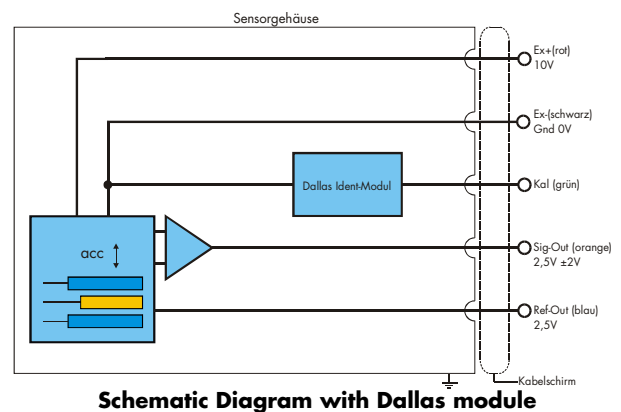 Sensorgehäuse
Ex+(rot)
10V
Ex-(schwarz)
Gnd 0V
Dallas Ident-Modul
Kal (grün)
acc
Sig-Out (orange)
2,5V ±2V
Ref-Out (blau)
2,5V
Kabelschirm
Schematic Diagram with Dallas module